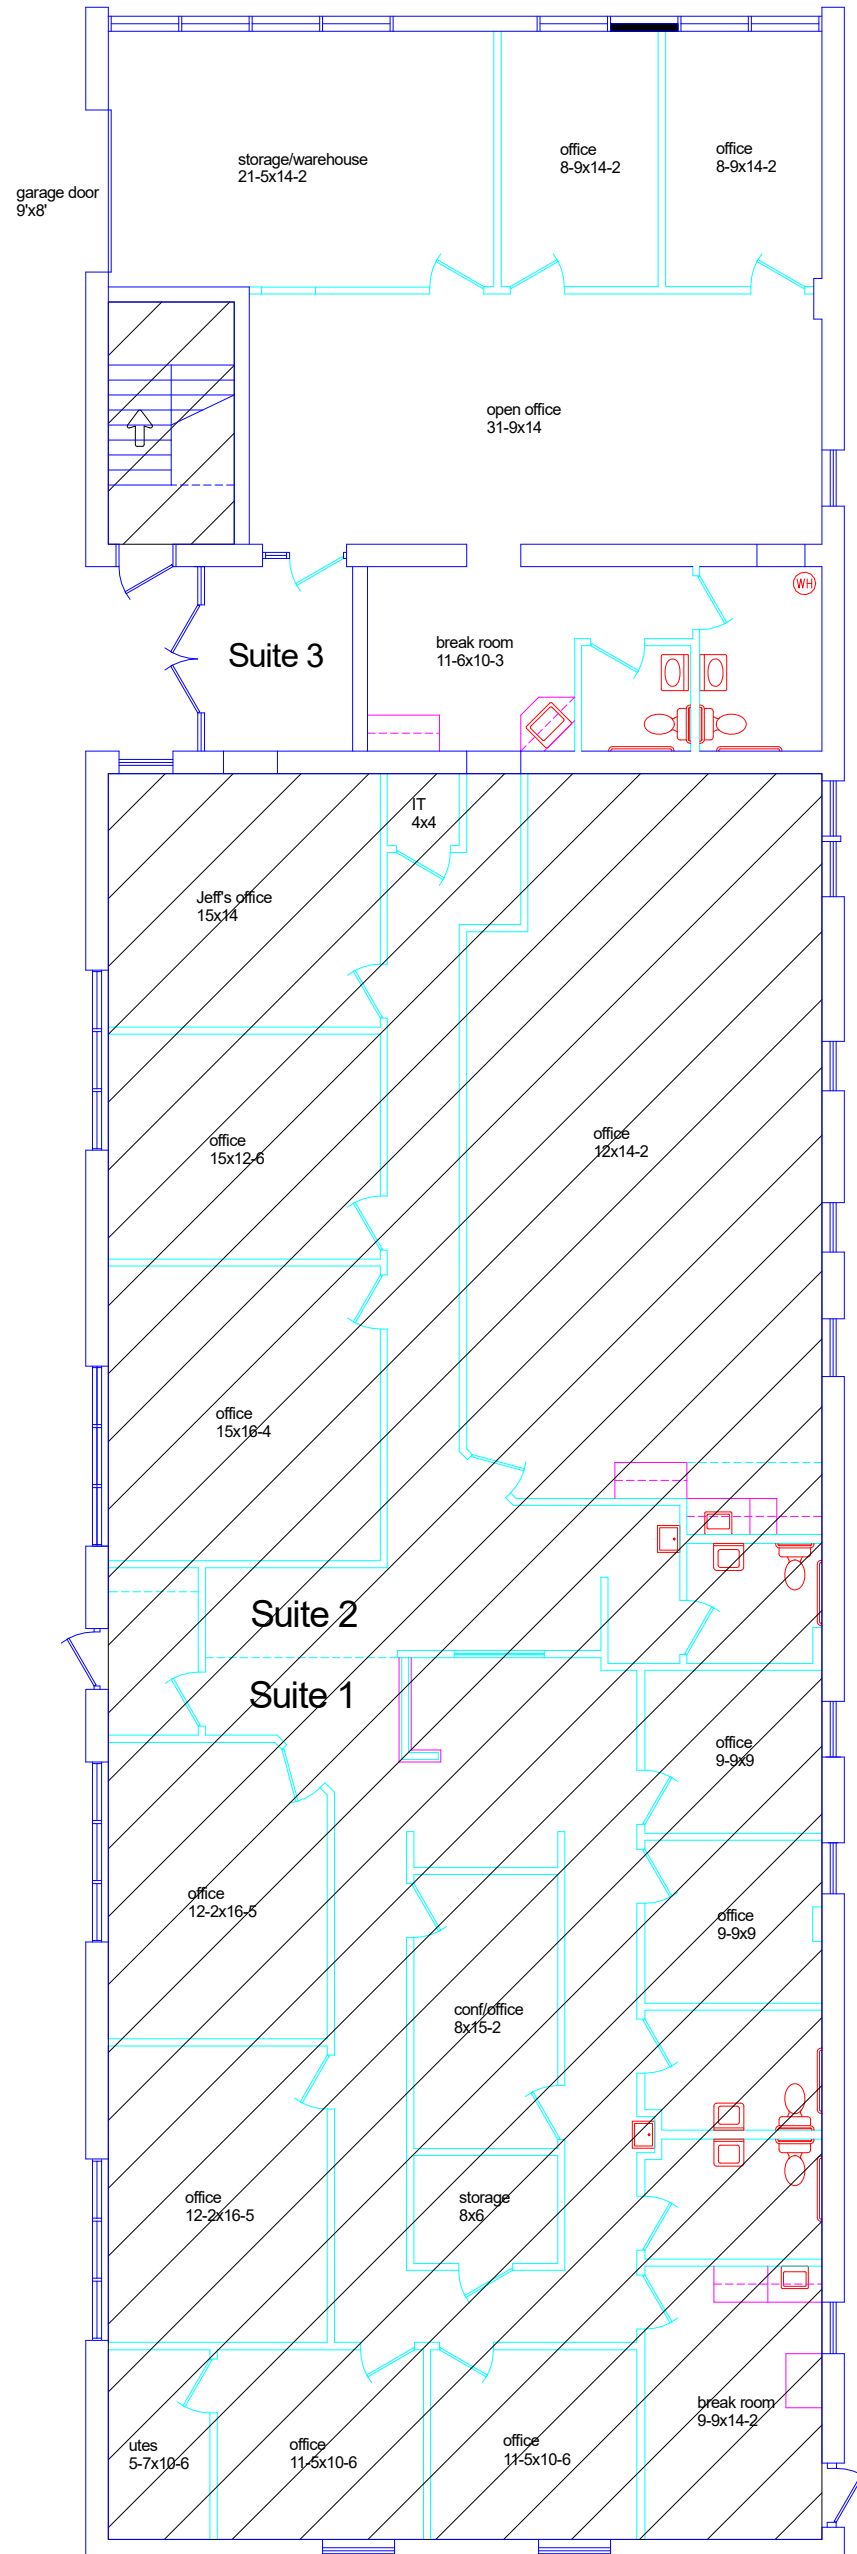 storage/warehouse
21-5x14-2
office
8-9x14-2
office
8-9x14-2
garage door
9'x8'
open office
31-9x14
WH
break room
11-6x10-3
Suite 3
IT
4x4
Jeff's office
15x14
office
15x12-6
office
12x14-2
office
15x16-4
Suite 2
Suite 1
office
9-9x9
office
12-2x16-5
office
9-9x9
conf/office
8x15-2
office
12-2x16-5
storage
8x6
break room
9-9x14-2
utes
5-7x10-6
office
11-5x10-6
office
11-5x10-6